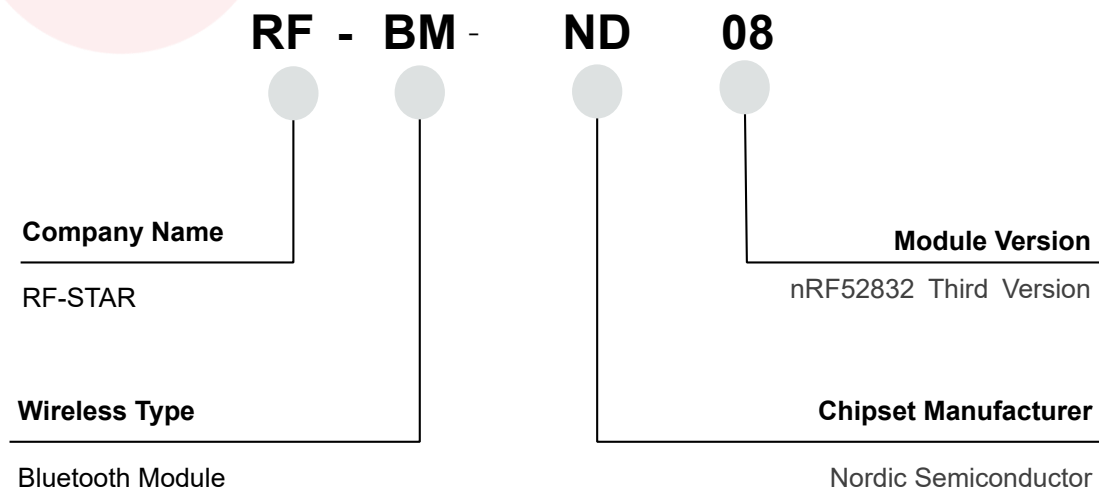 RF - BM - ND 08
Company Name
RF-STAR
Module Version
nRF52832 Third Version
Wireless Type
Bluetooth Module
Chipset Manufacturer
Nordic Semiconductor